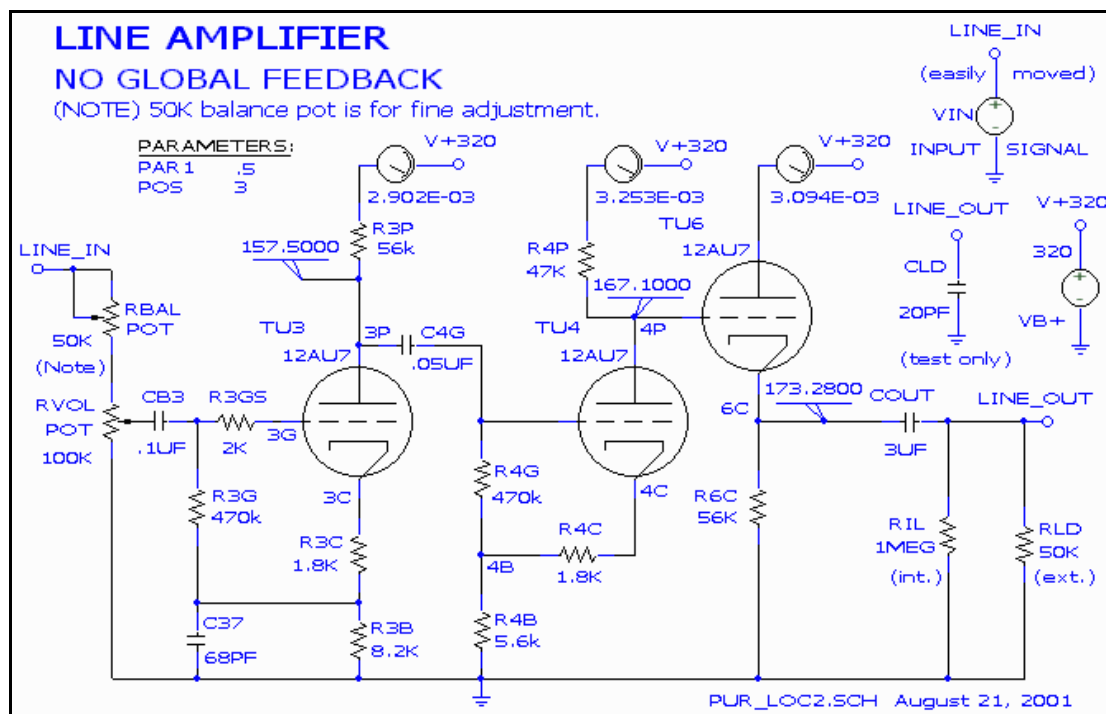 LINE AMPLIFIER
NO GLOBAL FEEDBACK
(NOTE) 50K balance pot is for fine adjustment.
PARAMETERS:
PAR1 .5
POS 3
LINE_IN
(easily moved)
VIN
+
-
INPUT SIGNAL
V+320
2.902E-03
V+320
3.253E-03
V+320
3.094E-03
R3P
56k
157.5000
R4P
47K
TU6
12AU7
167.1000
LINE_OUT
CLD
20PF
(test only)
V+320
320
+
-
VB+
LINE_IN
RBAL
POT
50K
(Note)
RVOL
POT
100K
CB3
.1UF
R3GS
2K
3G
TU3
12AU7
3P
C4G
.05UF
TU4
12AU7
4P
173.2800
6C
COUT
3UF
LINE_OUT
R3G
470k
3C
R3C
1.8K
R4G
470k
4C
R4C
1.8K
4B
R6C
56K
RIL
1MEG
(int.)
RLD
50K
(ext.)
C37
68PF
R3B
8.2K
R4B
5.6k
PUR_LOC2.SCH August 21, 2001